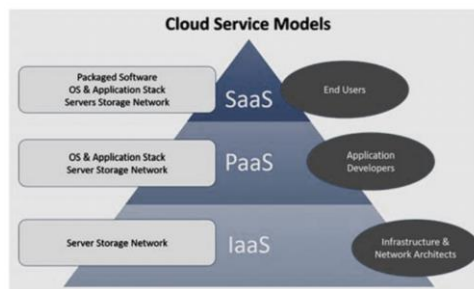 Cloud Service Models
Packaged Software
OS & Application Stack
Servers Storage Network
SaaS
End Users
OS & Application Stack
Server Storage Network
PaaS
Application
Developers
Server Storage Network
IaaS
Infrastructure &
Network Architects